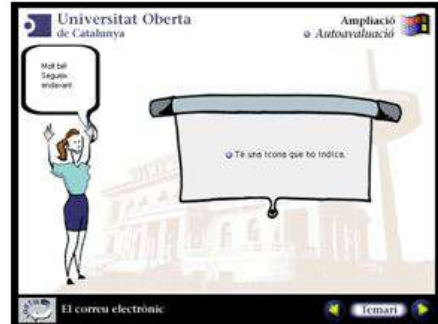 Universitat Oberta
de Catalunya
Ampliació
Autoavaluació
Molt bé!
Segueix
endavant.
Té una icona que ho indica.
El correu electrònic
Temari